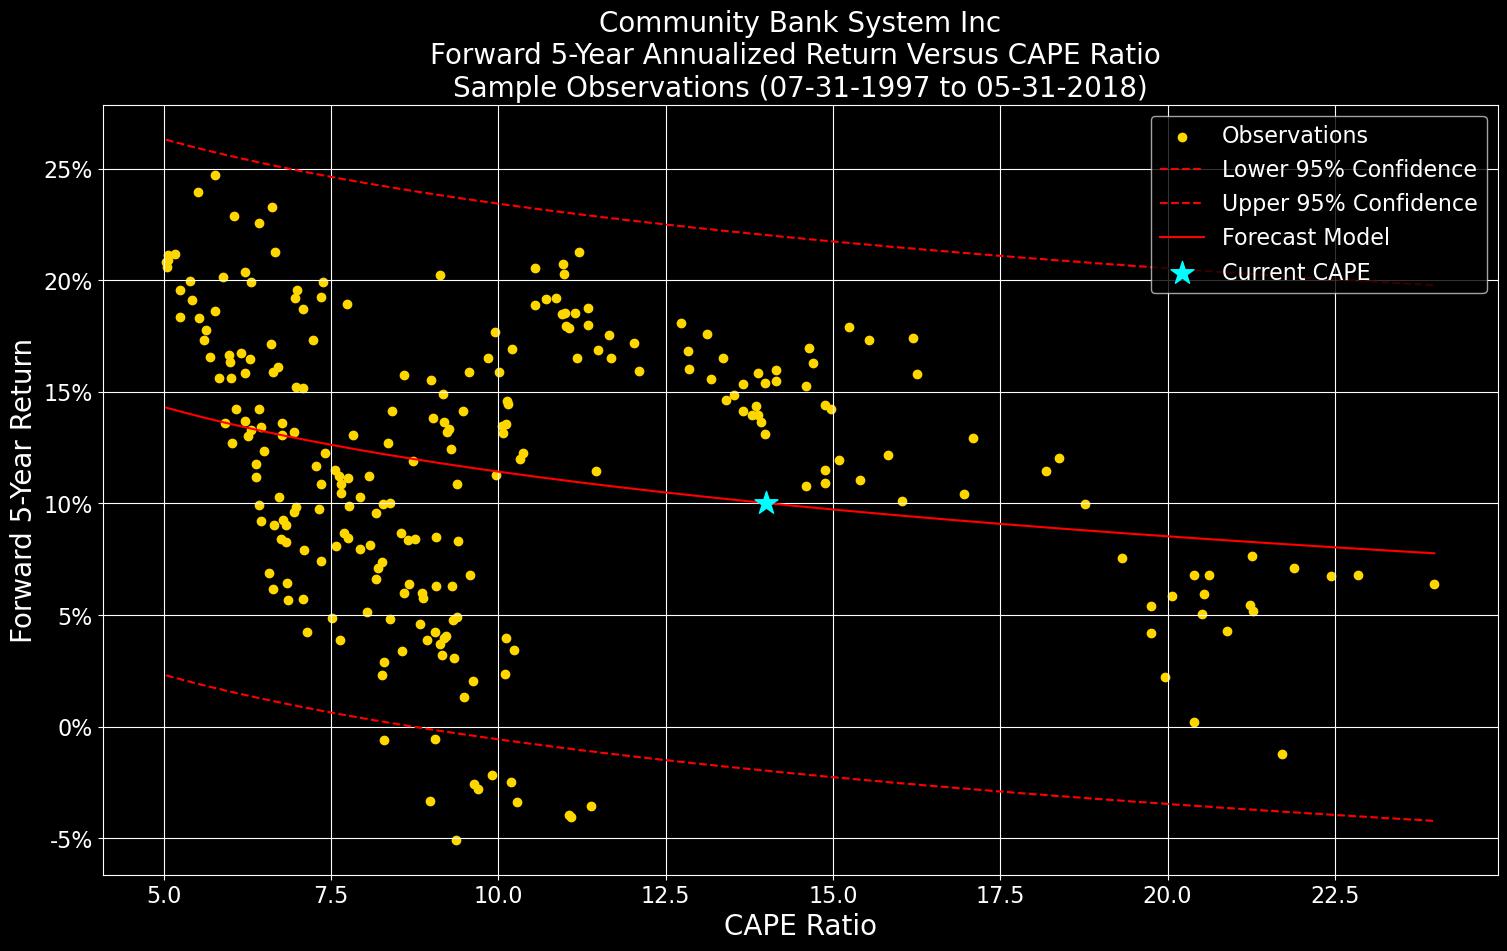 Community Bank System Inc
Forward 5-Year Annualized Return Versus CAPE Ratio
Sample Observations (07-31-1997 to 05-31-2018)
Observations
Lower 95% Confidence
Upper 95% Confidence
Forecast Model
Current CAPE
Forward 5-Year Return
25%
20%
15%
10%
5%
0%
-5%
5.0 7.5 10.0 12.5 15.0 17.5 20.0 22.5
CAPE Ratio